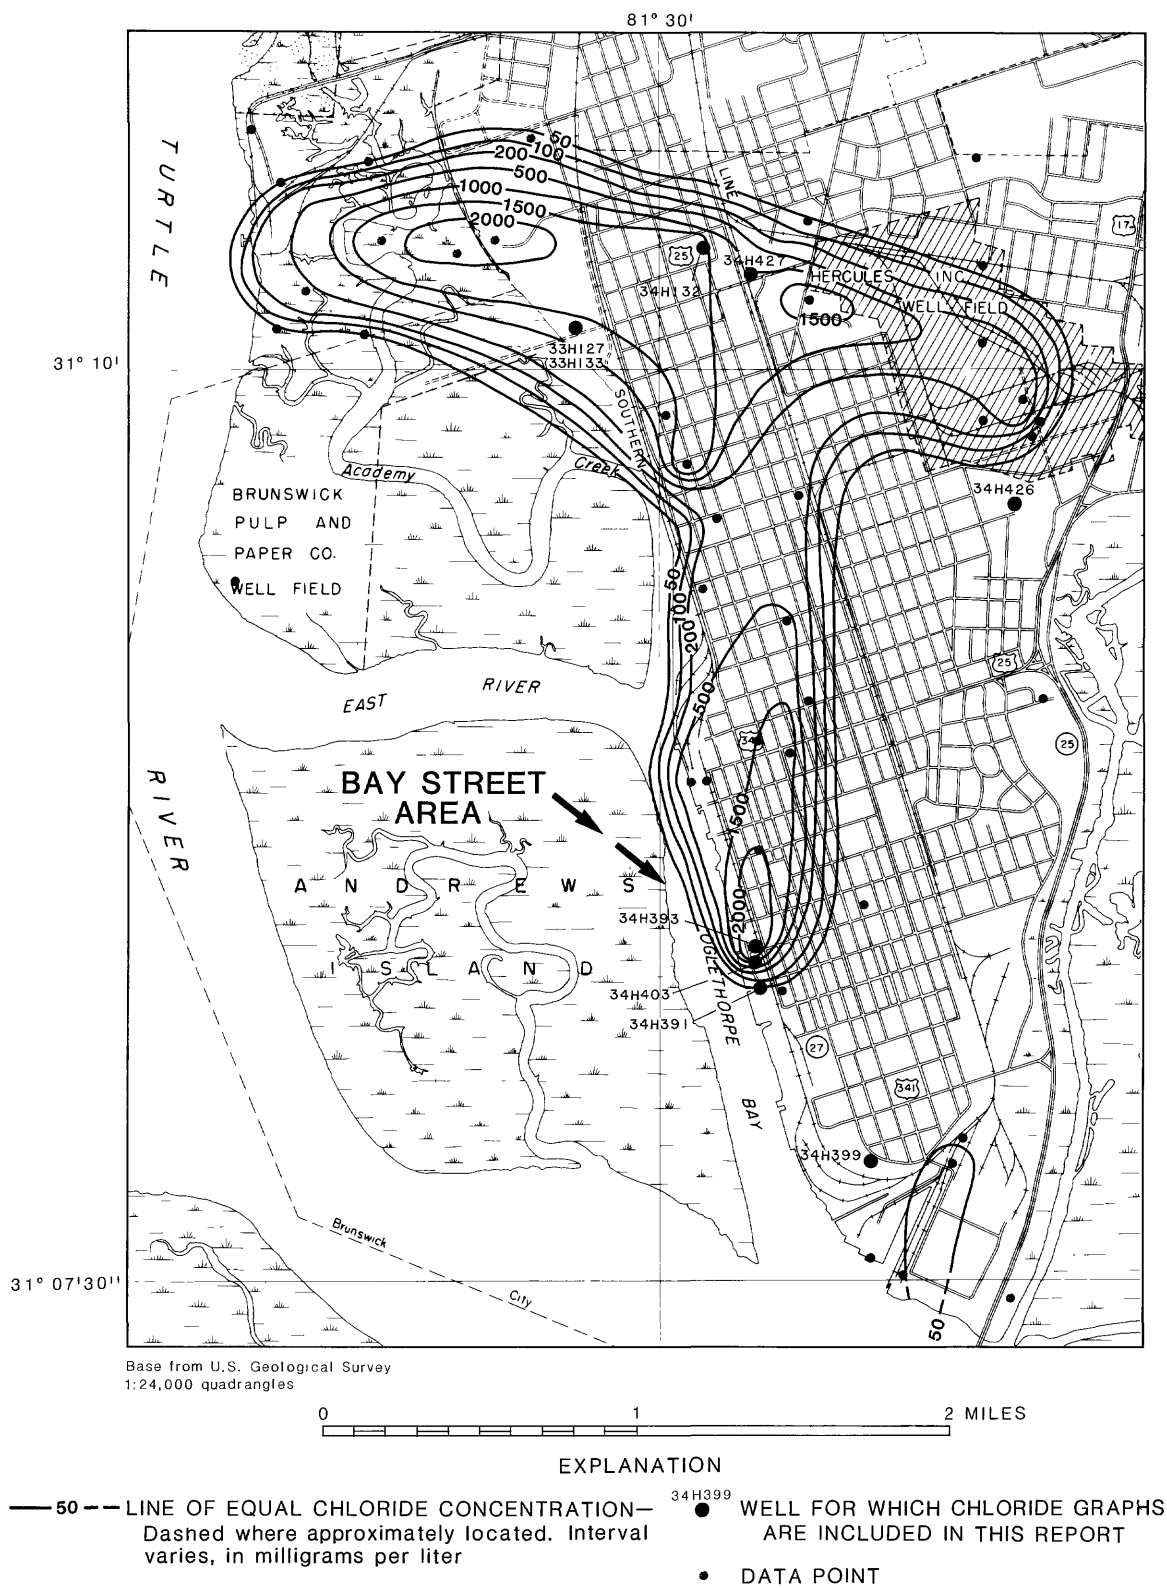 81° 30'
TURTLE
LINE
50
100
200
500
1000
1500
2000
17
25
34H427
34H132
HERCULES INC
WELL FIELD
1500
33H127
33H133
31° 10'
SOUTHERN
Academy Creek
34H426
BRUNSWICK
PULP AND
PAPER CO.
WELL FIELD
50
100
200
500
25
EAST RIVER
34
25
RIVER
BAY STREET
AREA
1500
ANDREWS
2000
34H393
ISLAND
OGLETHORPE
34H403
34H391
27
341
BAY
34H399
Brunswick
31° 07'30"
City
50
Base from U.S. Geological Survey
1:24,000 quadrangles
0 1 2 MILES
EXPLANATION
50 LINE OF EQUAL CHLORIDE CONCENTRATION—
Dashed where approximately located. Interval
varies, in milligrams per liter
34H399
WELL FOR WHICH CHLORIDE GRAPHS
ARE INCLUDED IN THIS REPORT
DATA POINT